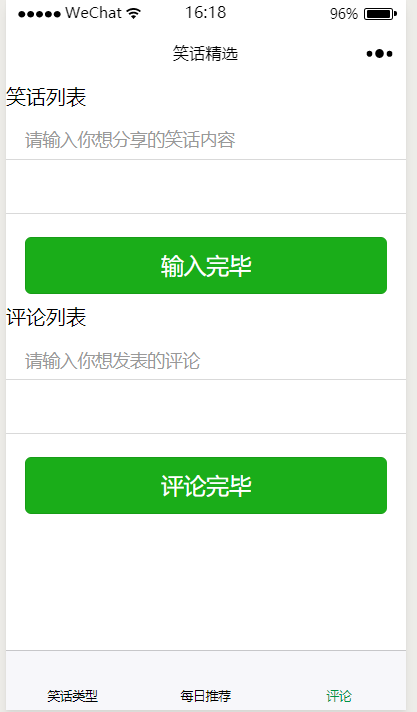 ●●●●● WeChat 16:18 96%
笑话精选 •••
笑话列表
请输入你想分享的笑话内容
输入完毕
评论列表
请输入你想发表的评论
评论完毕
笑话类型 每日推荐 评论